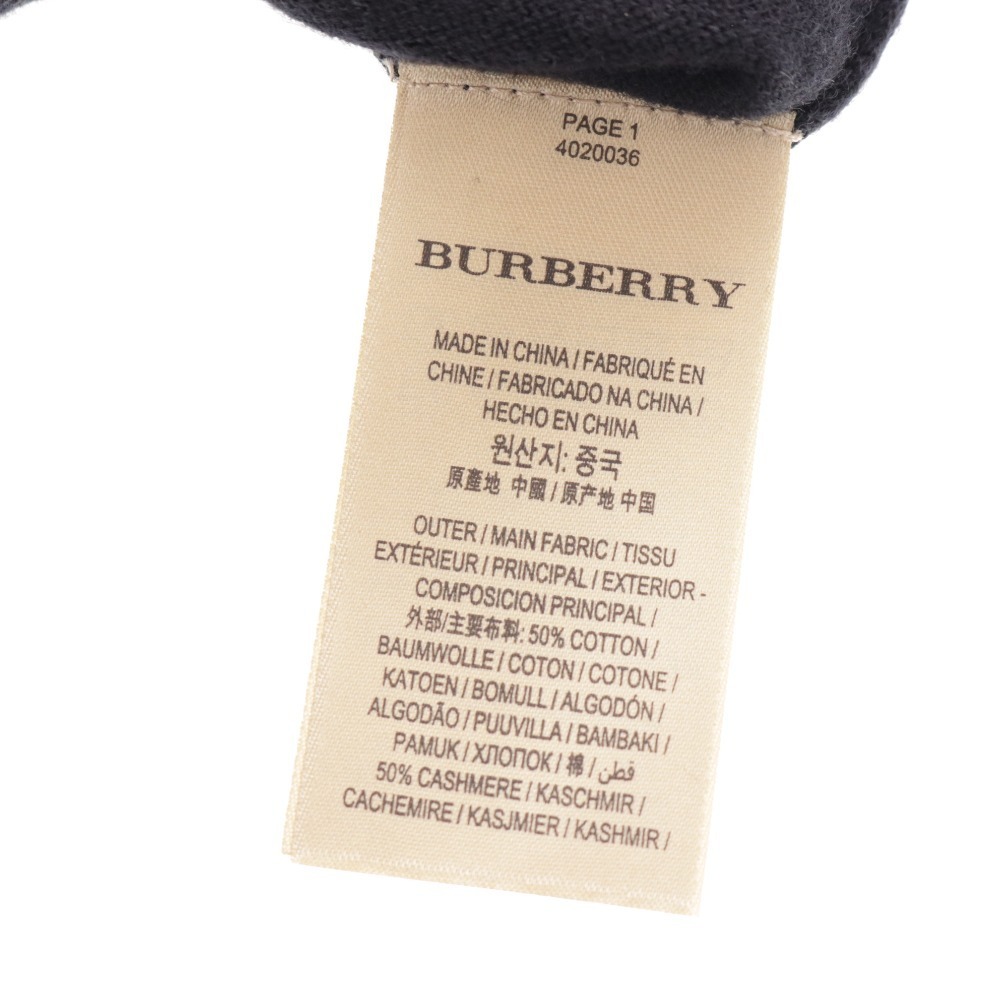 PAGE 1
4020036
BURBERRY
MADE IN CHINA / FABRIQUÉ EN
CHINE / FABRICADO NA CHINA /
HECHO EN CHINA
원산지: 중국
原產地 中國 / 原产地 中国
OUTER / MAIN FABRIC / TISSU
EXTÉRIEUR / PRINCIPAL / EXTERIOR -
COMPOSICION PRINCIPAL /
外部/主要布料: 50% COTTON /
BAUMWOLLE / COTON / COTONE /
KATOEN / BOMULL / ALGODÓN /
ALGODÃO / PUUVILLA / BAMBAKI /
PAMUK / ХЛОПОК / 棉 / قطن /
50% CASHMERE / KASCHMIR /
CACHEMIRE / KASJMIER / KASHMIR /